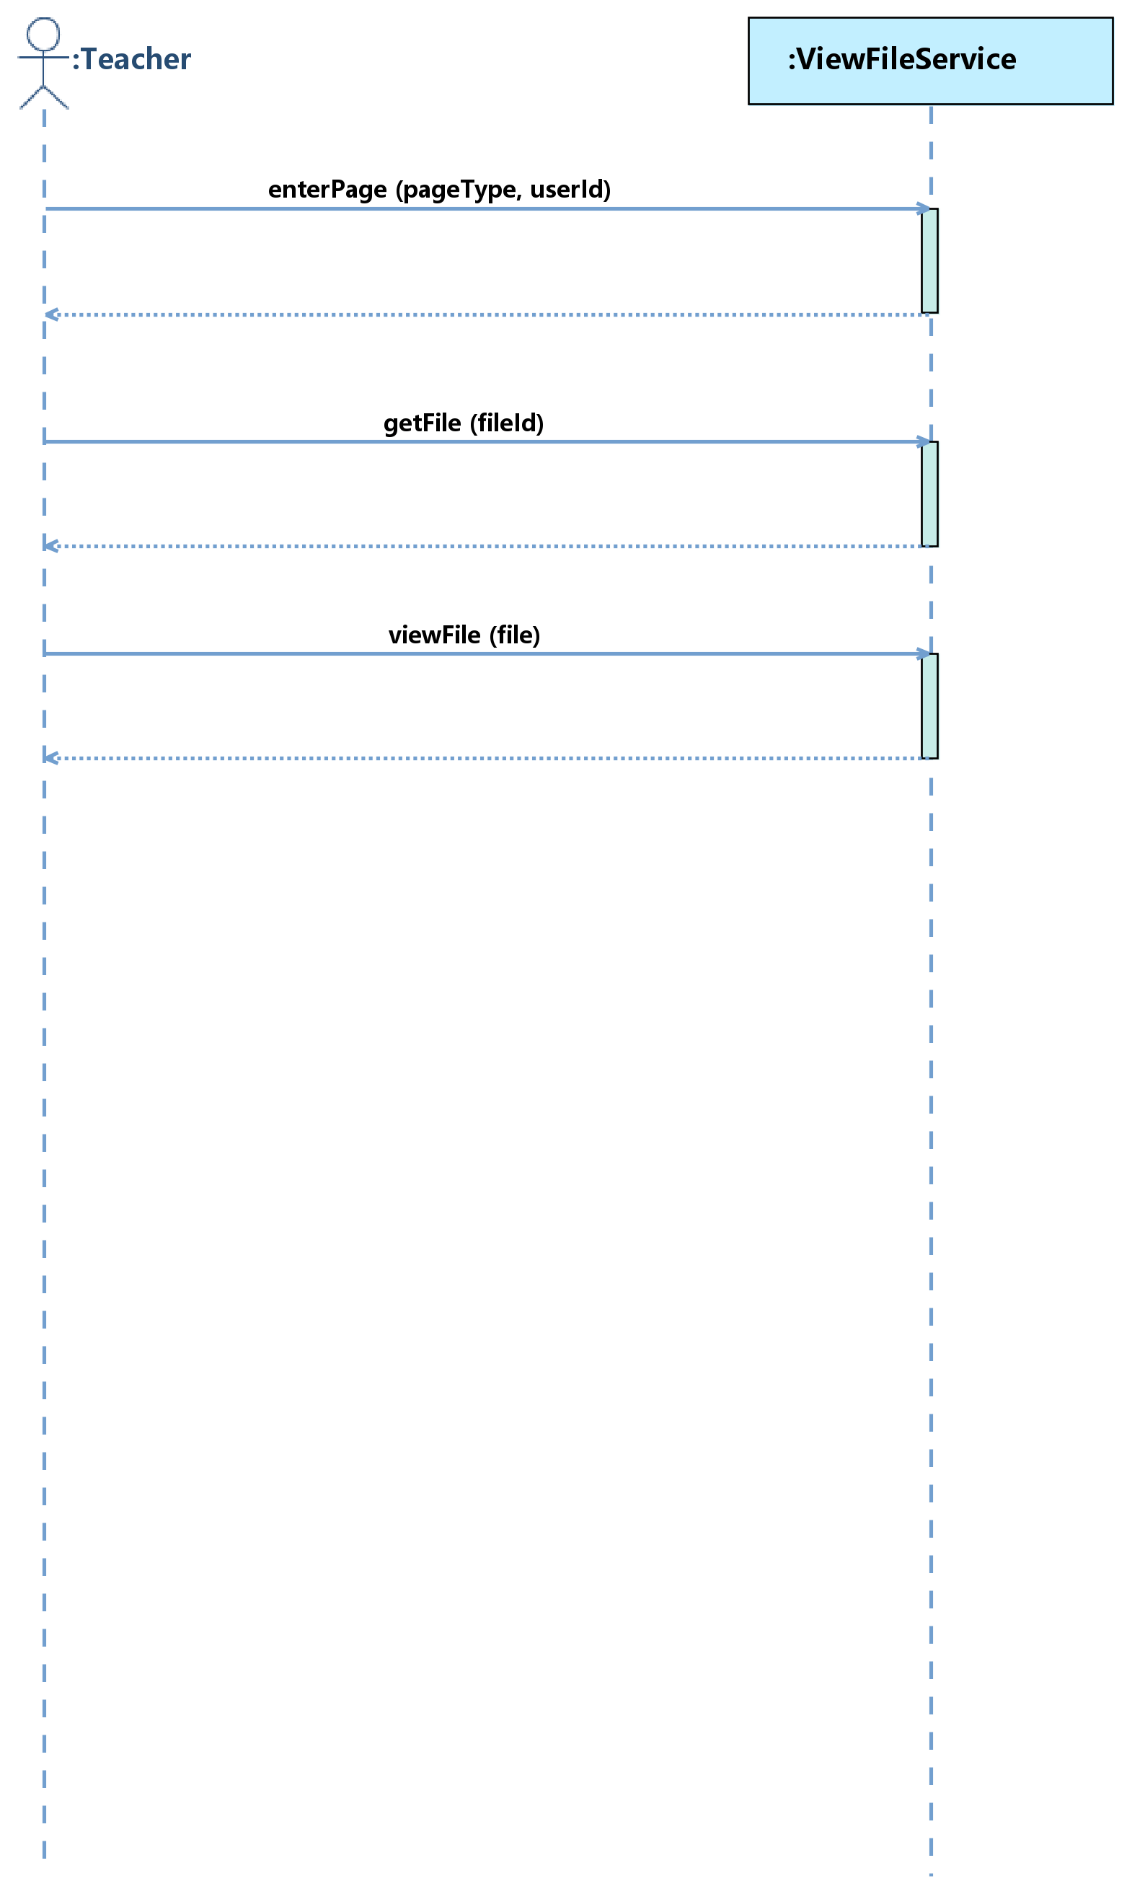 :Teacher
:ViewFileService
enterPage (pageType, userId)
getFile (fileId)
viewFile (file)